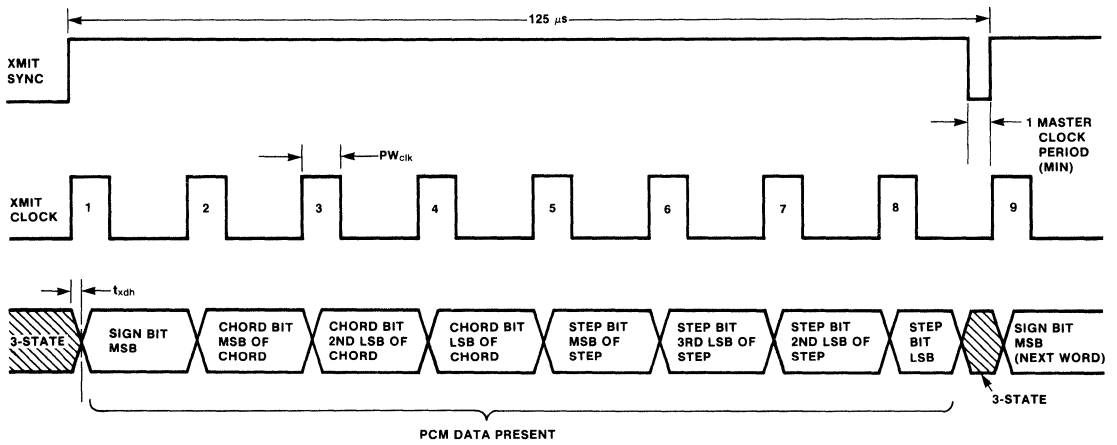 125 μs
XMIT
SYNC
1 MASTER
CLOCK
PERIOD
(MIN)
PWclk
XMIT
CLOCK
1
2
3
4
5
6
7
8
9
txdh
3-STATE
SIGN BIT
MSB
CHORD BIT
MSB OF
CHORD
CHORD BIT
2ND LSB OF
CHORD
CHORD BIT
LSB OF
CHORD
STEP BIT
MSB OF
STEP
STEP BIT
3RD LSB OF
STEP
STEP BIT
2ND LSB OF
STEP
STEP
BIT
LSB
SIGN BIT
MSB
(NEXT WORD)
3-STATE
PCM DATA PRESENT